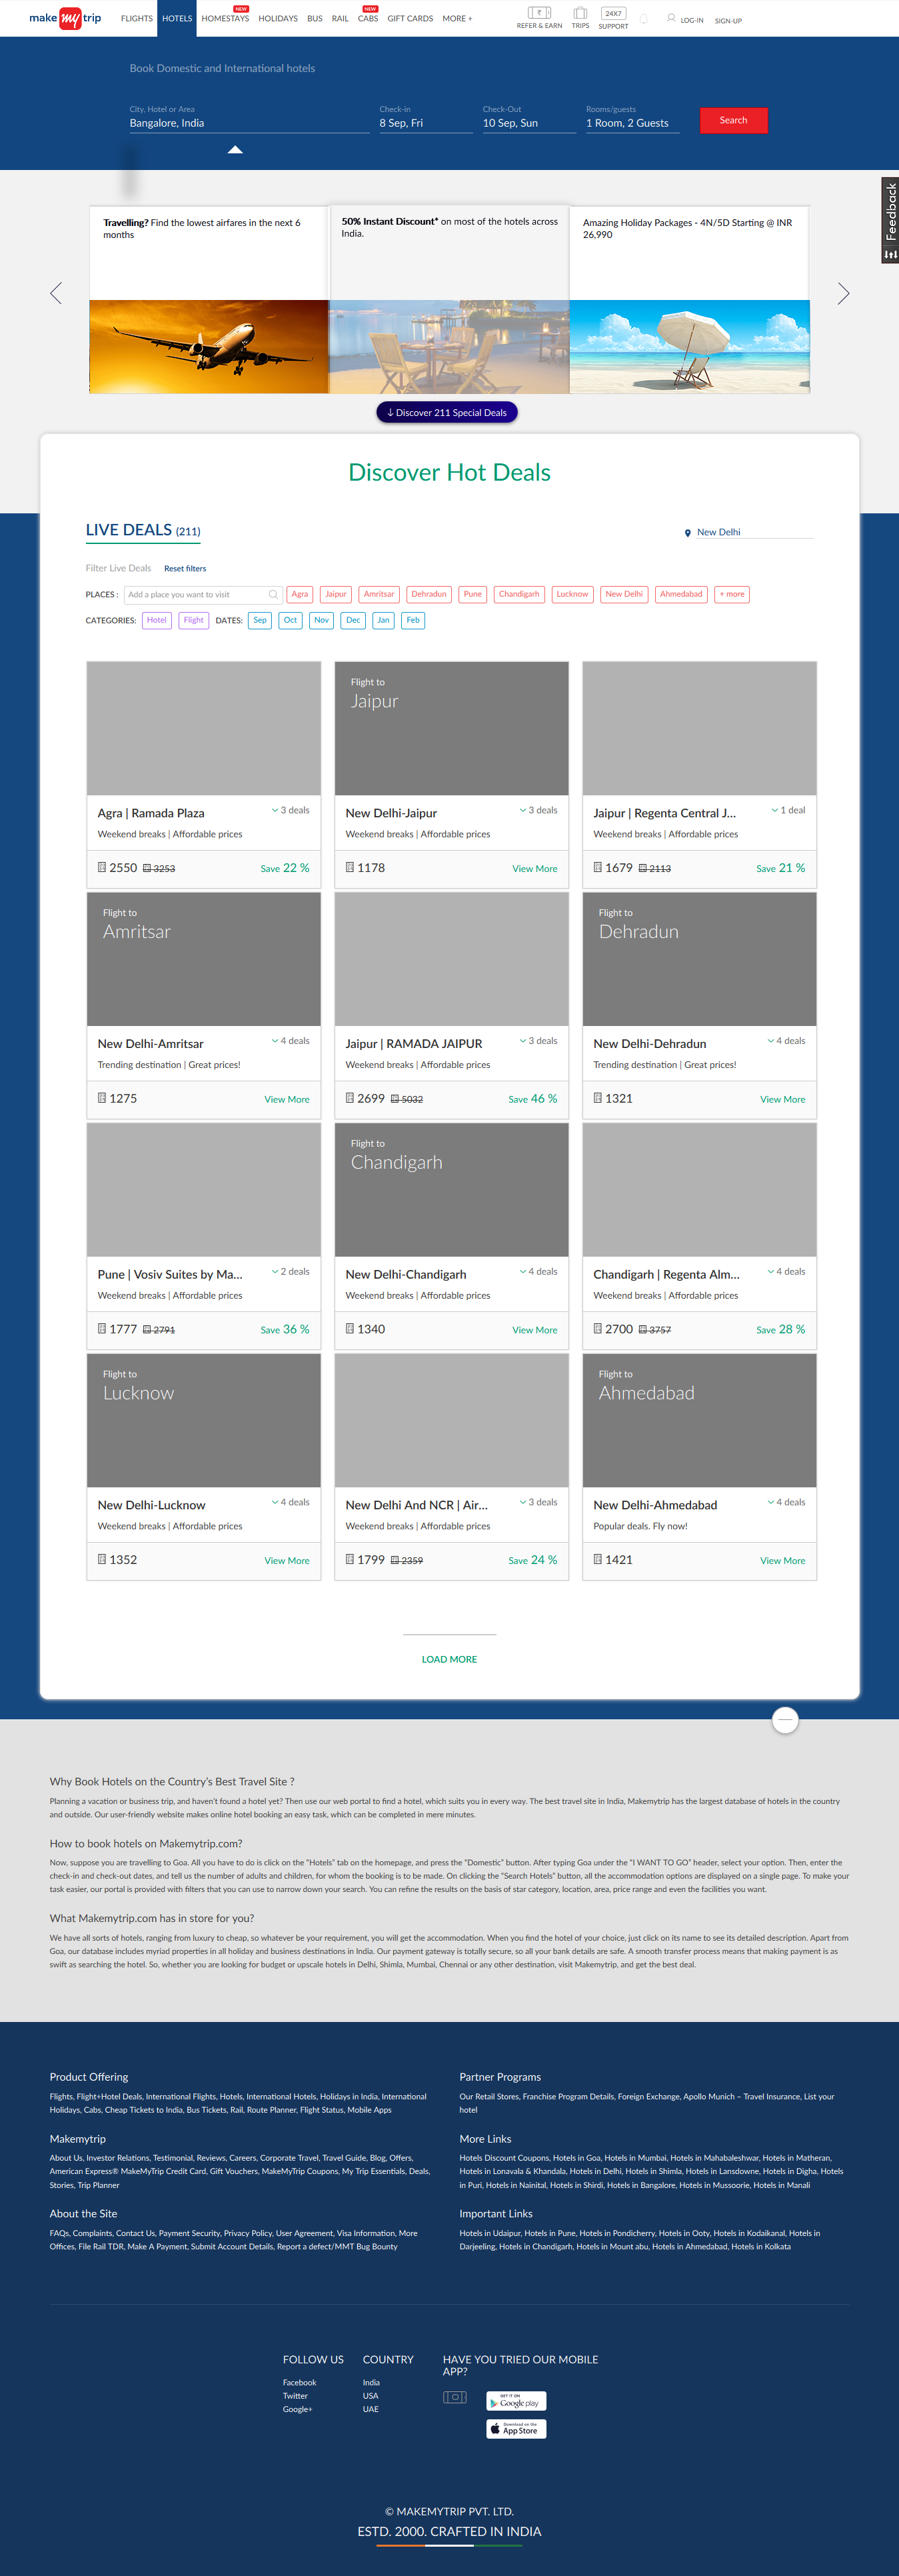 make my trip
FLIGHTS HOTELS HOMESTAYS NEW HOLIDAYS BUS RAIL CABS NEW GIFT CARDS MORE +
REFER & EARN TRIPS 24X7 SUPPORT LOG-IN SIGN-UP
Book Domestic and International hotels
City, Hotel or Area Check-in Check-Out Rooms/guests
Bangalore, India 8 Sep, Fri 10 Sep, Sun 1 Room, 2 Guests Search
Feedback
Travelling? Find the lowest airfares in the next 6
months
50% Instant Discount* on most of the hotels across
India.
Amazing Holiday Packages - 4N/5D Starting @ INR
26,990
Discover 211 Special Deals
Discover Hot Deals
LIVE DEALS (211) New Delhi
Filter Live Deals Reset filters
PLACES : Add a place you want to visit Agra Jaipur Amritsar Dehradun Pune Chandigarh Lucknow New Delhi Ahmedabad + more
CATEGORIES: Hotel Flight DATES: Sep Oct Nov Dec Jan Feb
Agra | Ramada Plaza 3 deals
Weekend breaks | Affordable prices
2550 3253 Save 22 %
Flight to
Jaipur
New Delhi-Jaipur 3 deals
Weekend breaks | Affordable prices
1178 View More
Jaipur | Regenta Central J... 1 deal
Weekend breaks | Affordable prices
1679 2113 Save 21 %
Flight to
Amritsar
New Delhi-Amritsar 4 deals
Trending destination | Great prices!
1275 View More
Jaipur | RAMADA JAIPUR 3 deals
Weekend breaks | Affordable prices
2699 5032 Save 46 %
Flight to
Dehradun
New Delhi-Dehradun 4 deals
Trending destination | Great prices!
1321 View More
Pune | Vosiv Suites by Ma... 2 deals
Weekend breaks | Affordable prices
1777 2791 Save 36 %
Flight to
Chandigarh
New Delhi-Chandigarh 4 deals
Weekend breaks | Affordable prices
1340 View More
Chandigarh | Regenta Alm... 4 deals
Weekend breaks | Affordable prices
2700 3757 Save 28 %
Flight to
Lucknow
New Delhi-Lucknow 4 deals
Weekend breaks | Affordable prices
1352 View More
New Delhi And NCR | Air... 3 deals
Weekend breaks | Affordable prices
1799 2359 Save 24 %
Flight to
Ahmedabad
New Delhi-Ahmedabad 4 deals
Popular deals. Fly now!
1421 View More
LOAD MORE
Why Book Hotels on the Country's Best Travel Site ?
Planning a vacation or business trip, and haven't found a hotel yet? Then use our web portal to find a hotel, which suits you in every way. The best travel site in India, Makemytrip has the largest database of hotels in the country
and outside. Our user-friendly website makes online hotel booking an easy task, which can be completed in mere minutes.
How to book hotels on Makemytrip.com?
Now, suppose you are travelling to Goa. All you have to do is click on the "Hotels" tab on the homepage, and press the "Domestic" button. After typing Goa under the "I WANT TO GO" header, select your option. Then, enter the
check-in and check-out dates, and tell us the number of adults and children, for whom the booking is to be made. On clicking the "Search Hotels" button, all the accommodation options are displayed on a single page. To make your
task easier, our portal is provided with filters that you can use to narrow down your search. You can refine the results on the basis of star category, location, area, price range and even the facilities you want.
What Makemytrip.com has in store for you?
We have all sorts of hotels, ranging from luxury to cheap, so whatever be your requirement, you will get the accommodation. When you find the hotel of your choice, just click on its name to see its detailed description. Apart from
Goa, our database includes myriad properties in all holiday and business destinations in India. Our payment gateway is totally secure, so all your bank details are safe. A smooth transfer process means that making payment is as
swift as searching the hotel. So, whether you are looking for budget or upscale hotels in Delhi, Shimla, Mumbai, Chennai or any other destination, visit Makemytrip, and get the best deal.
Product Offering
Flights, Flight+Hotel Deals, International Flights, Hotels, International Hotels, Holidays in India, International
Holidays, Cabs, Cheap Tickets to India, Bus Tickets, Rail, Route Planner, Flight Status, Mobile Apps
Makemytrip
About Us, Investor Relations, Testimonial, Reviews, Careers, Corporate Travel, Travel Guide, Blog, Offers,
American Express® MakeMyTrip Credit Card, Gift Vouchers, MakeMyTrip Coupons, My Trip Essentials, Deals,
Stories, Trip Planner
About the Site
FAQs, Complaints, Contact Us, Payment Security, Privacy Policy, User Agreement, Visa Information, More
Offices, File Rail TDR, Make A Payment, Submit Account Details, Report a defect/MMT Bug Bounty
Partner Programs
Our Retail Stores, Franchise Program Details, Foreign Exchange, Apollo Munich – Travel Insurance, List your
hotel
More Links
Hotels Discount Coupons, Hotels in Goa, Hotels in Mumbai, Hotels in Mahabaleshwar, Hotels in Matheran,
Hotels in Lonavala & Khandala, Hotels in Delhi, Hotels in Shimla, Hotels in Lansdowne, Hotels in Digha, Hotels
in Puri, Hotels in Nainital, Hotels in Shirdi, Hotels in Bangalore, Hotels in Mussoorie, Hotels in Manali
Important Links
Hotels in Udaipur, Hotels in Pune, Hotels in Pondicherry, Hotels in Ooty, Hotels in Kodaikanal, Hotels in
Darjeeling, Hotels in Chandigarh, Hotels in Mount abu, Hotels in Ahmedabad, Hotels in Kolkata
FOLLOW US
Facebook
Twitter
Google+
COUNTRY
India
USA
UAE
HAVE YOU TRIED OUR MOBILE
APP?
GET IT ON
Google play
Download on the
App Store
© MAKEMYTRIP PVT. LTD.
ESTD. 2000. CRAFTED IN INDIA